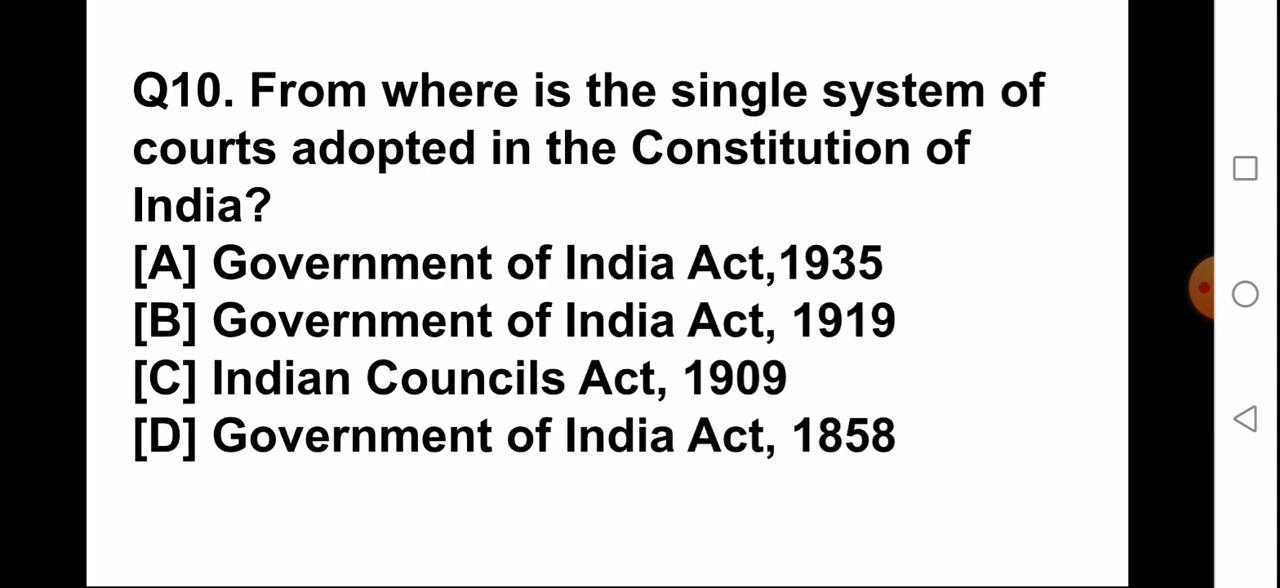 Q10. From where is the single system of
courts adopted in the Constitution of
India?
[A] Government of India Act,1935
[B] Government of India Act, 1919
[C] Indian Councils Act, 1909
[D] Government of India Act, 1858